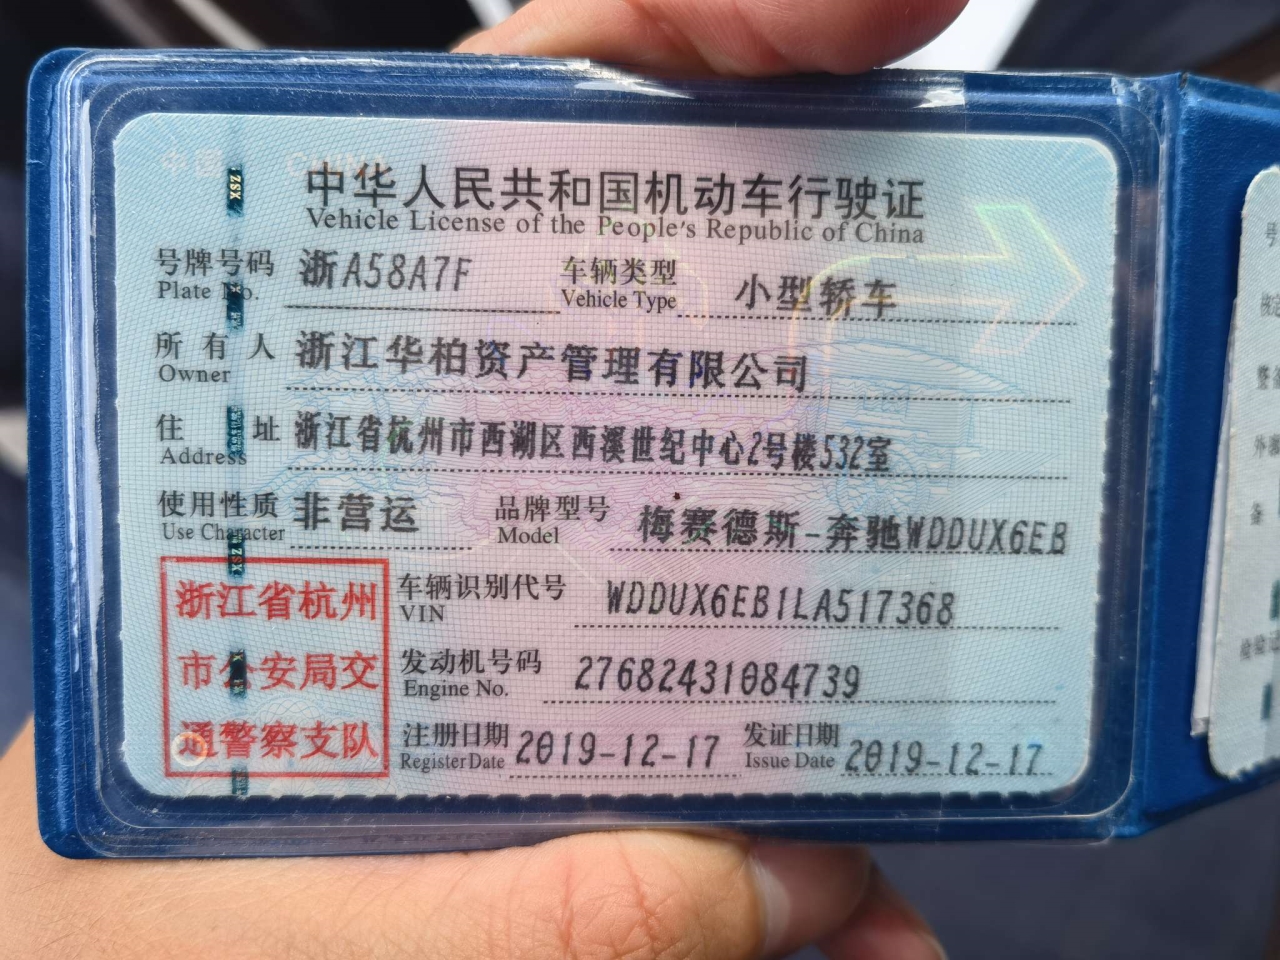 中华人民共和国机动车行驶证
Vehicle License of the People's Republic of China
号牌号码 浙A58A7F 车辆类型 小型轿车
Plate No. Vehicle Type
所有人 浙江华柏资产管理有限公司
Owner
住址 浙江省杭州市西湖区西溪世纪中心2号楼532室
Address
使用性质 非营运 品牌型号 梅赛德斯-奔驰WDDUX6EB
Use Character Model
浙江省杭州 车辆识别代号 WDDUX6EB1LA517368
VIN
市公安局交 发动机号码 27682431084739
Engine No.
通警察支队 注册日期 2019-12-17 发证日期 2019-12-17
Register Date Issue Date
XSZ
XSZ
号